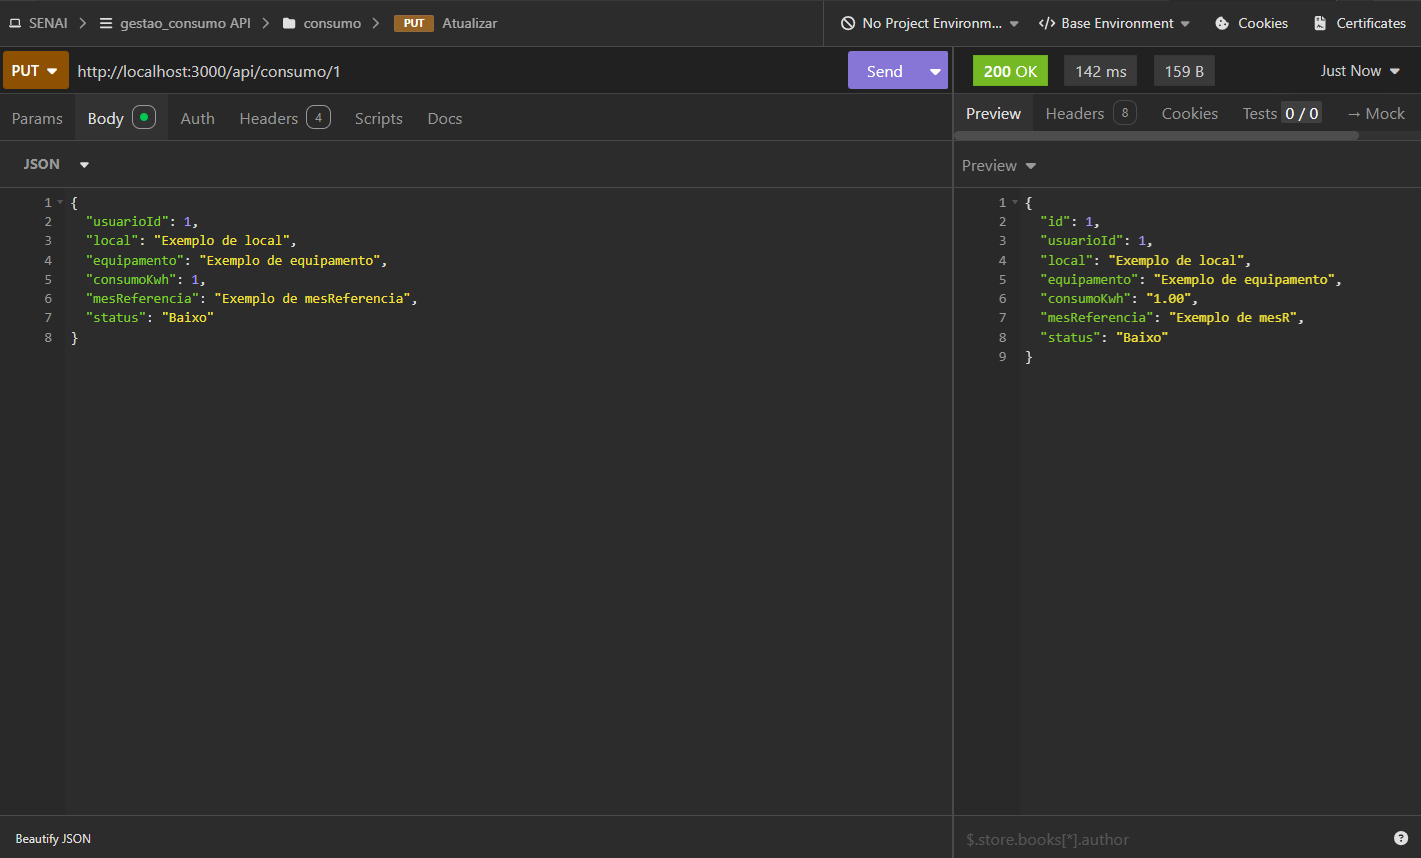 SENAI > gestao_consumo API > consumo > PUT Atualizar
No Project Environm... Base Environment Cookies Certificates
PUT http://localhost:3000/api/consumo/1 Send
200 OK 142 ms 159 B Just Now
Params Body Auth Headers 4 Scripts Docs
Preview Headers 8 Cookies Tests 0 / 0 → Mock
JSON
Preview
1 {
2 "usuarioId": 1,
3 "local": "Exemplo de local",
4 "equipamento": "Exemplo de equipamento",
5 "consumoKwh": 1,
6 "mesReferencia": "Exemplo de mesReferencia",
7 "status": "Baixo"
8 }
1 {
2 "id": 1,
3 "usuarioId": 1,
4 "local": "Exemplo de local",
5 "equipamento": "Exemplo de equipamento",
6 "consumoKwh": "1.00",
7 "mesReferencia": "Exemplo de mesR",
8 "status": "Baixo"
9 }
Beautify JSON
$.store.books[*].author
?